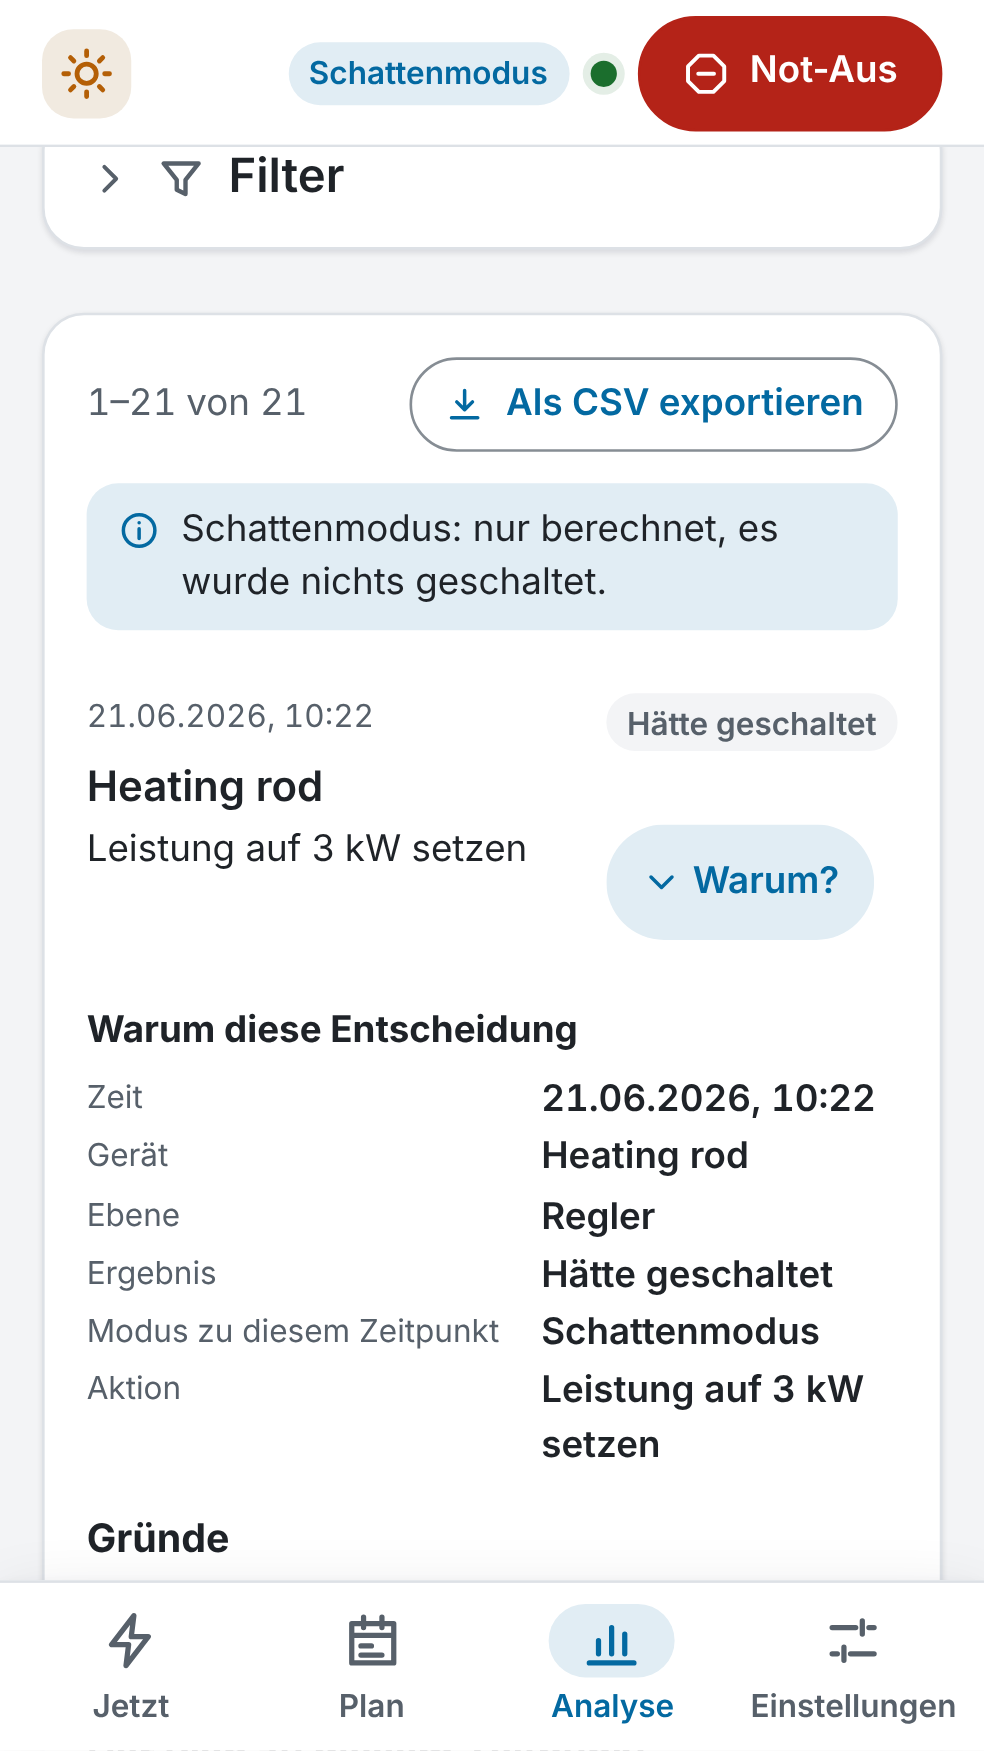 Schattenmodus
Not-Aus
Filter
1–21 von 21
Als CSV exportieren
Schattenmodus: nur berechnet, es
wurde nichts geschaltet.
21.06.2026, 10:22
Hätte geschaltet
Heating rod
Leistung auf 3 kW setzen
Warum?
Warum diese Entscheidung
Zeit
21.06.2026, 10:22
Gerät
Heating rod
Ebene
Regler
Ergebnis
Hätte geschaltet
Modus zu diesem Zeitpunkt
Schattenmodus
Aktion
Leistung auf 3 kW
setzen
Gründe
Jetzt
Plan
Analyse
Einstellungen